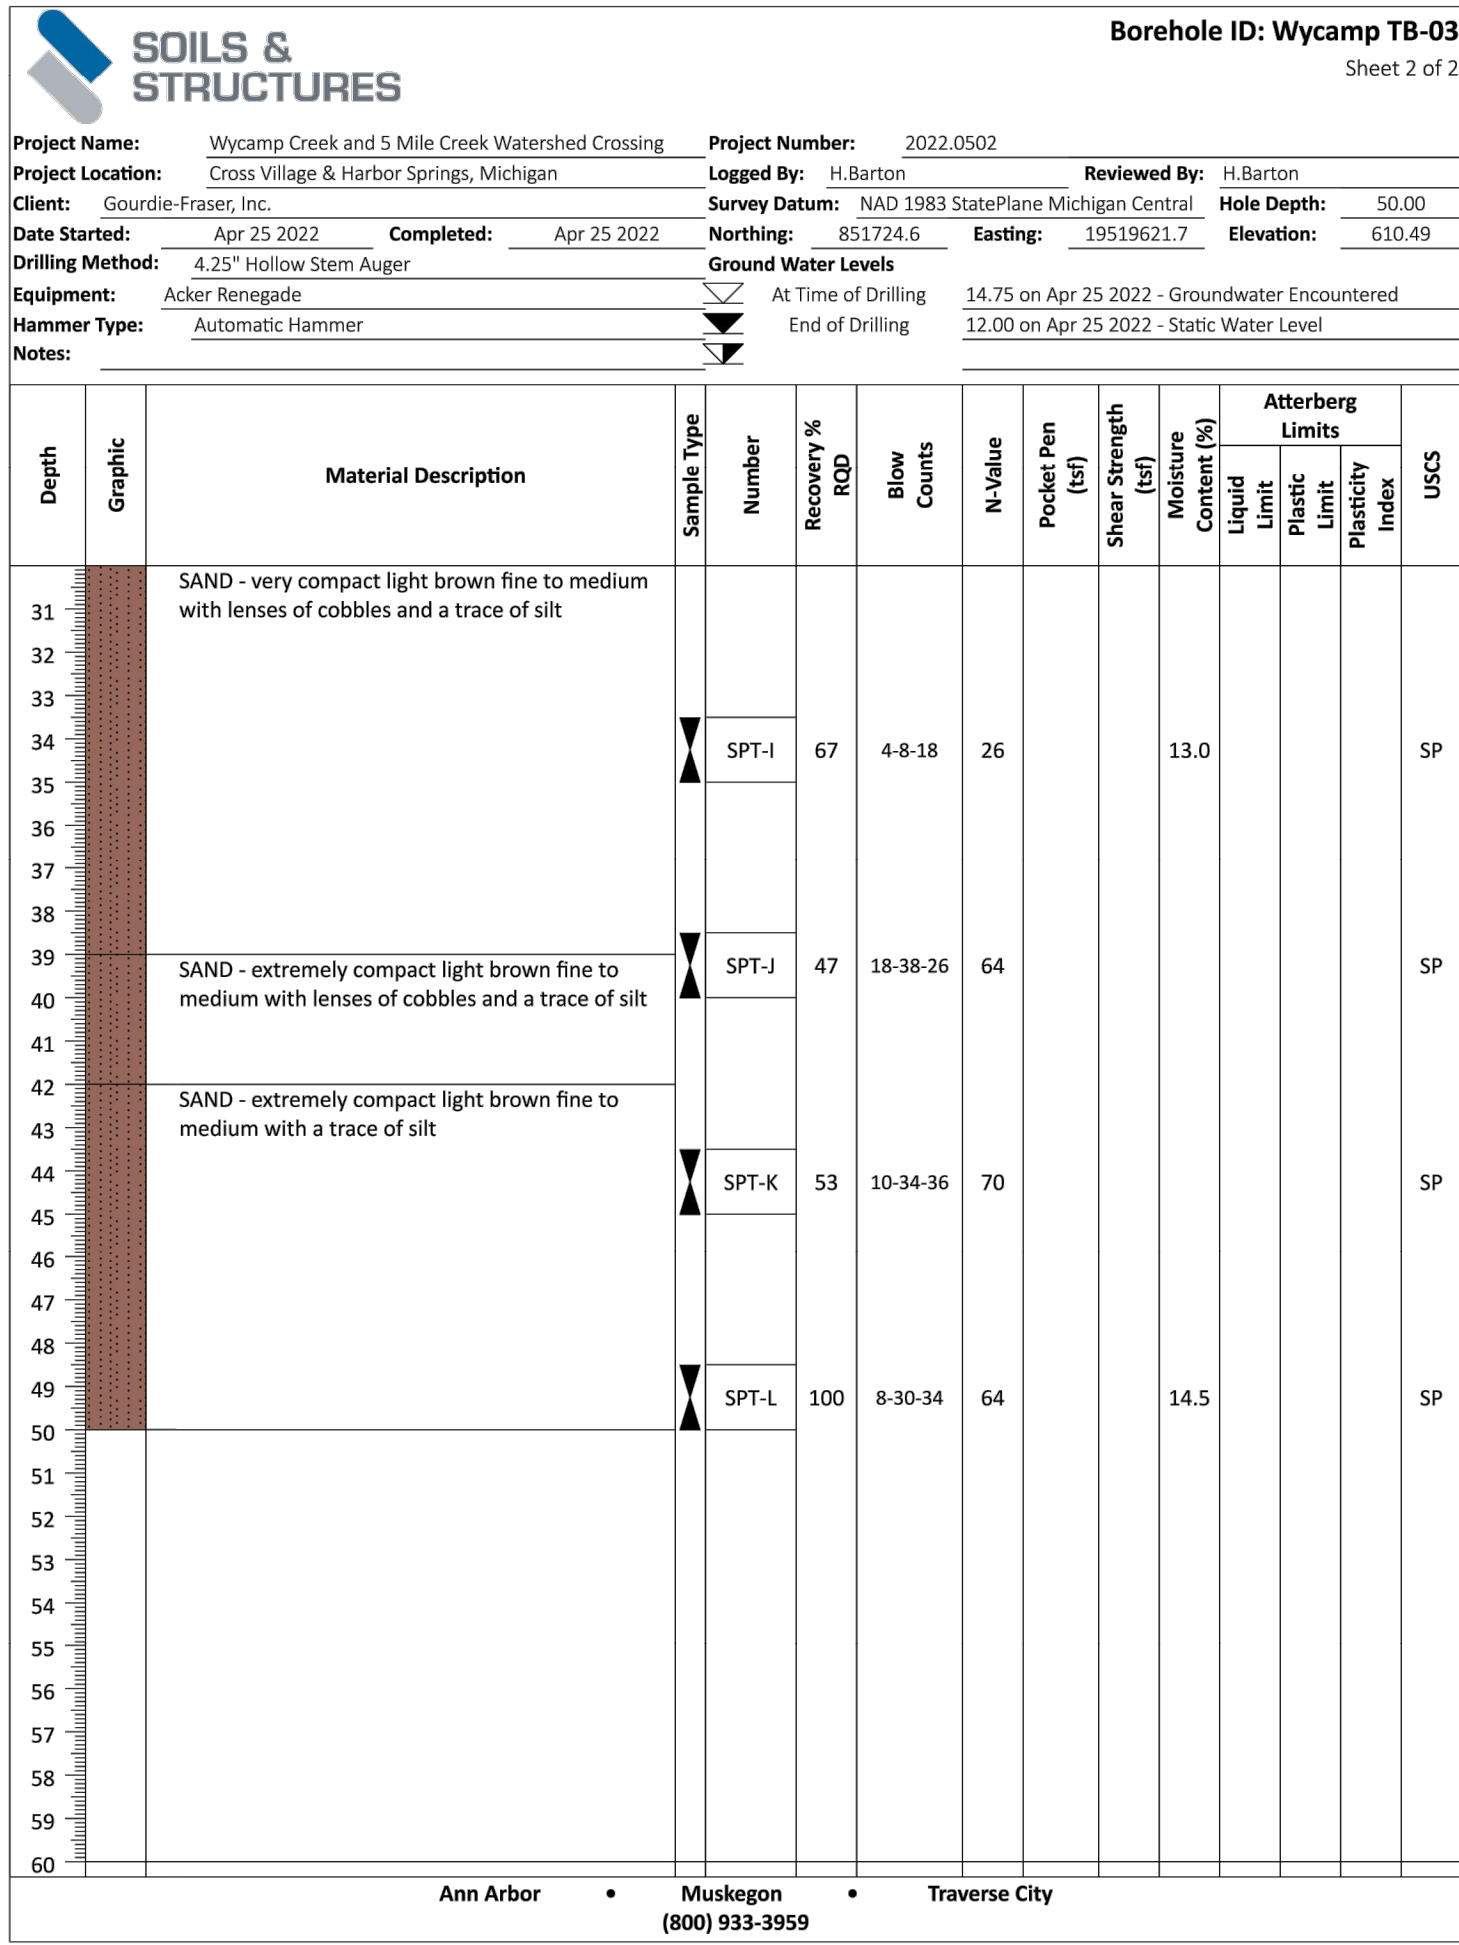 SOILS &
STRUCTURES
Borehole ID: Wycamp TB-03
Sheet 2 of 2
Project Name: Wycamp Creek and 5 Mile Creek Watershed Crossing Project Number: 2022.0502
Project Location: Cross Village & Harbor Springs, Michigan Logged By: H.Barton Reviewed By: H.Barton
Client: Gourdie-Fraser, Inc. Survey Datum: NAD 1983 StatePlane Michigan Central Hole Depth: 50.00
Date Started: Apr 25 2022 Completed: Apr 25 2022 Northing: 851724.6 Easting: 19519621.7 Elevation: 610.49
Drilling Method: 4.25" Hollow Stem Auger Ground Water Levels
Equipment: Acker Renegade At Time of Drilling 14.75 on Apr 25 2022 - Groundwater Encountered
Hammer Type: Automatic Hammer End of Drilling 12.00 on Apr 25 2022 - Static Water Level
Notes:
Depth
Graphic
Material Description
Sample Type
Number
Recovery %
RQD
Blow
Counts
N-Value
Pocket Pen
(tsf)
Shear Strength
(tsf)
Moisture
Content (%)
Atterberg
Limits
Liquid
Limit
Plastic
Limit
Plasticity
Index
USCS
SAND - very compact light brown fine to medium
31 with lenses of cobbles and a trace of silt
32
33
34 SPT-I 67 4-8-18 26 13.0 SP
35
36
37
38
39 SPT-J 47 18-38-26 64 SP
SAND - extremely compact light brown fine to
40 medium with lenses of cobbles and a trace of silt
41
42
SAND - extremely compact light brown fine to
43 medium with a trace of silt
44 SPT-K 53 10-34-36 70 SP
45
46
47
48
49 SPT-L 100 8-30-34 64 14.5 SP
50
51
52
53
54
55
56
57
58
59
60
Ann Arbor • Muskegon • Traverse City
(800) 933-3959